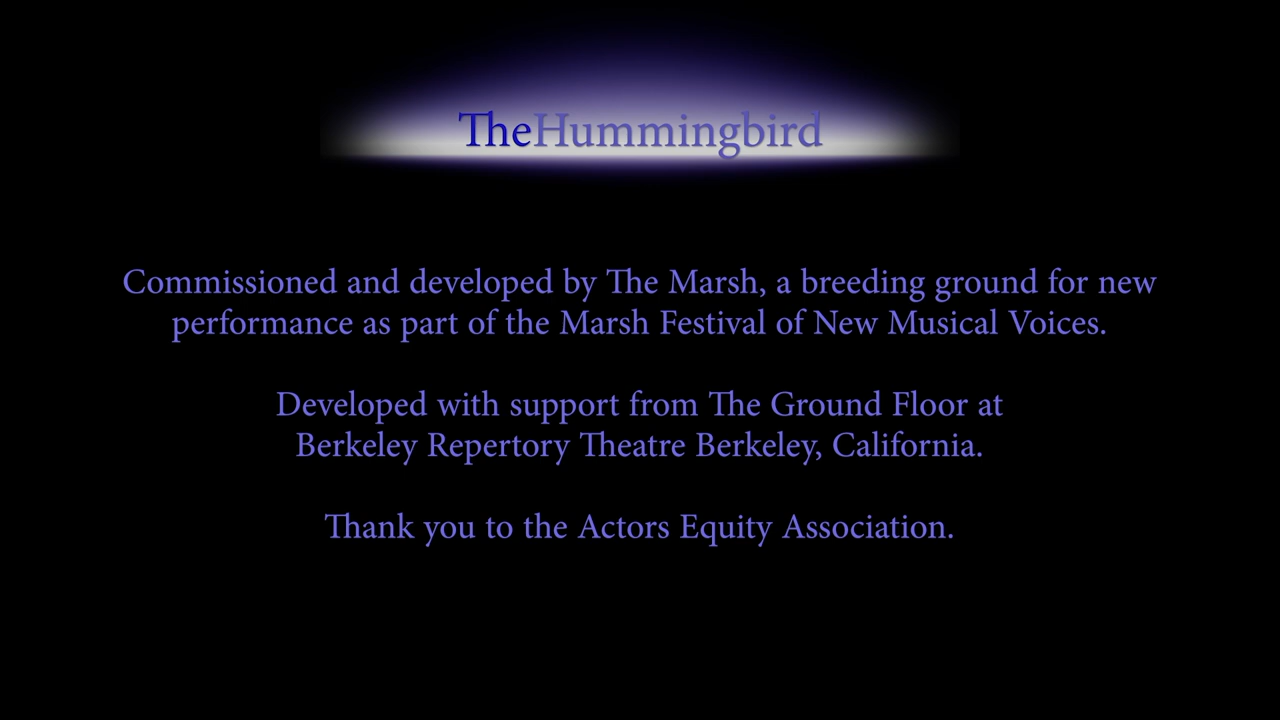 TheHummingbird
Commissioned and developed by The Marsh, a breeding ground for new
performance as part of the Marsh Festival of New Musical Voices.
Developed with support from The Ground Floor at
Berkeley Repertory Theatre Berkeley, California.
Thank you to the Actors Equity Association.